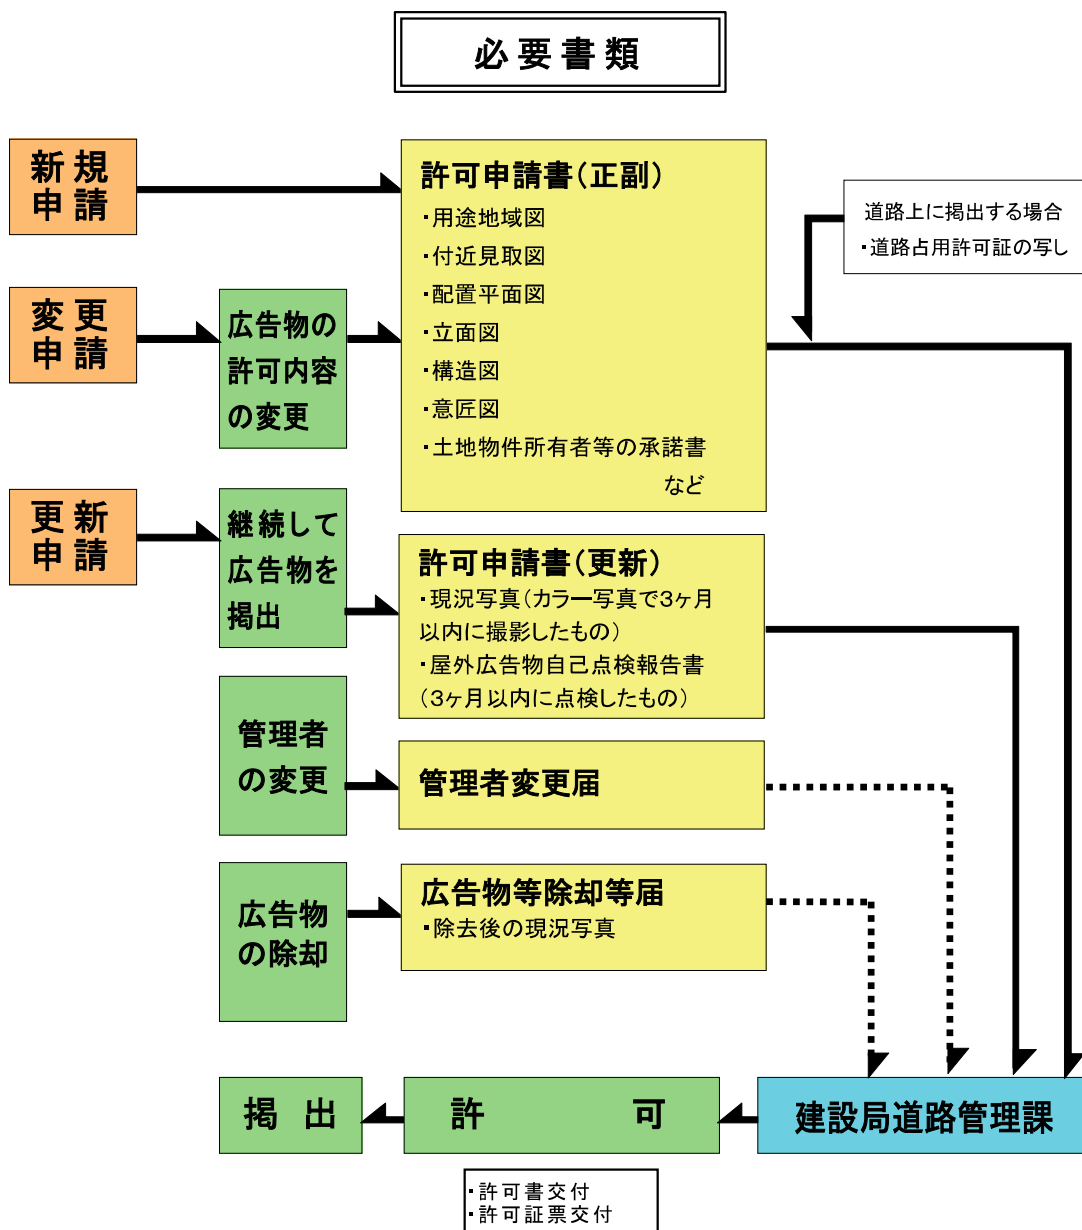 必要書類
新規
申請
許可申請書(正副)
・用途地域図
・付近見取図
・配置平面図
・立面図
・構造図
・意匠図
・土地物件所有者等の承諾書
など
道路上に掲出する場合
・道路占用許可証の写し
変更
申請
広告物の
許可内容
の変更
更新
申請
継続して
広告物を
掲出
許可申請書(更新)
・現況写真(カラー写真で3ヶ月
以内に撮影したもの)
・屋外広告物自己点検報告書
(3ヶ月以内に点検したもの)
管理者
の変更
管理者変更届
広告物
の除却
広告物等除却等届
・除去後の現況写真
掲出
許可
建設局道路管理課
・許可書交付
・許可証票交付